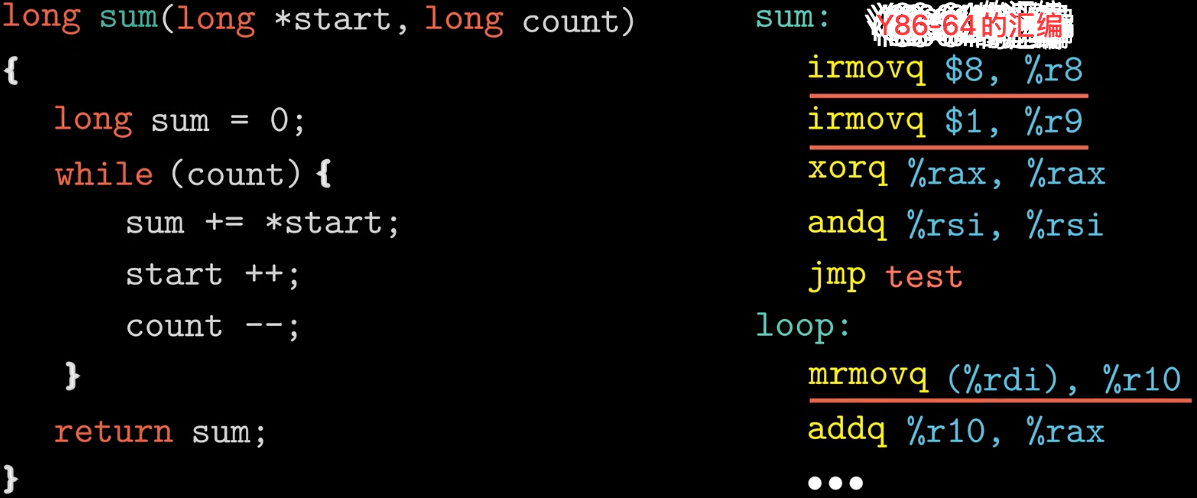 long sum(long *start, long count)
{
long sum = 0;
while (count) {
sum += *start;
start ++;
count --;
}
return sum;
}
sum: Y86-64的汇编
irmovq $8, %r8
irmovq $1, %r9
xorq %rax, %rax
andq %rsi, %rsi
jmp test
loop:
mrmovq (%rdi), %r10
addq %r10, %rax
•••